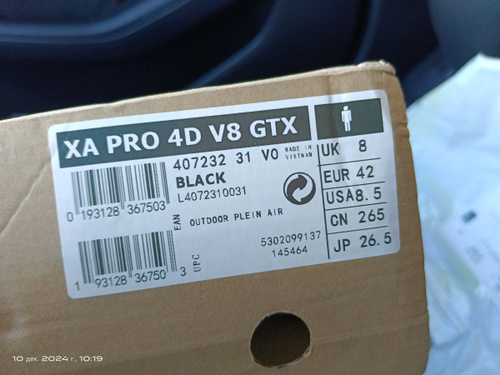 XA PRO 4D V8 GTX
407232 31 V0 MADE IN VIETNAM
BLACK
L4072310031
0 193128 367503
EAN
OUTDOOR PLEIN AIR
1 93128 36750 3
UPC
5302099137
145464
UK 8
EUR 42
USA 8.5
CN 265
JP 26.5
10 дек. 2024 г., 10:19